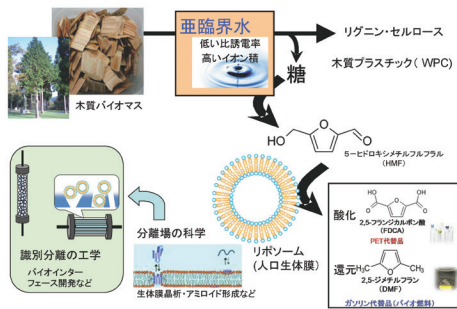 亜臨界水
低い比誘電率
高いイオン積
リグニン・セルロース
木質プラスチック( WPC)
糖
木質バイオマス
HO
O
O
5－ヒドロキシメチルフルフラル
(HMF)
識別分離の工学
バイオインター
フェース開発など
分離場の科学
生体膜晶析・アミロイド形成など
リポソーム
(人口生体膜)
酸化
HO
O
O
OH
O
2,5-フランジカルボン酸
(FDCA)
PET代替品
還元
H₃C
O
CH₃
2,5-ジメチルフラン
(DMF)
ガソリン代替品（バイオ燃料）